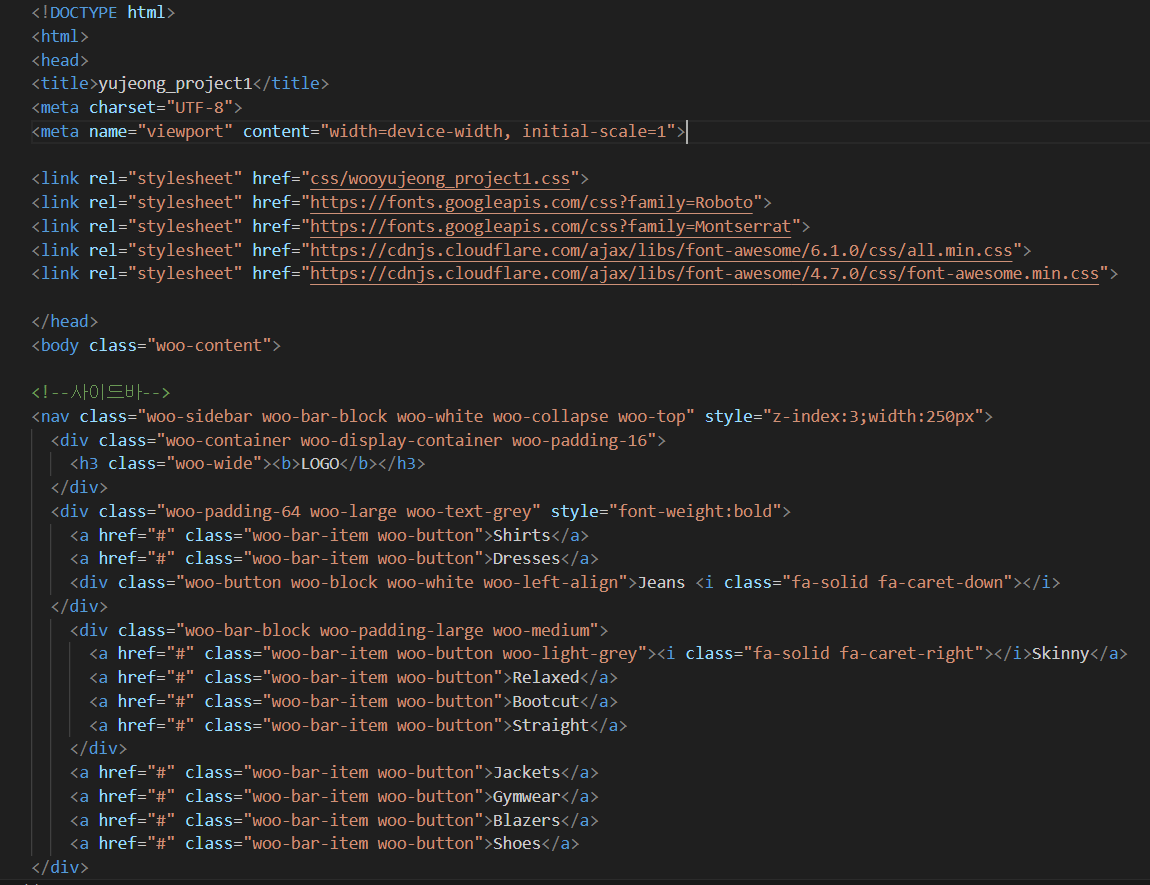 <!DOCTYPE html>
<html>
<head>
<title>yujeong_project1</title>
<meta charset="UTF-8">
<meta name="viewport" content="width=device-width, initial-scale=1">
<link rel="stylesheet" href="css/wooyujeong_project1.css">
<link rel="stylesheet" href="https://fonts.googleapis.com/css?family=Roboto">
<link rel="stylesheet" href="https://fonts.googleapis.com/css?family=Montserrat">
<link rel="stylesheet" href="https://cdnjs.cloudflare.com/ajax/libs/font-awesome/6.1.0/css/all.min.css">
<link rel="stylesheet" href="https://cdnjs.cloudflare.com/ajax/libs/font-awesome/4.7.0/css/font-awesome.min.css">
</head>
<body class="woo-content">
<!--사이드바-->
<nav class="woo-sidebar woo-bar-block woo-white woo-collapse woo-top" style="z-index:3;width:250px">
<div class="woo-container woo-display-container woo-padding-16">
<h3 class="woo-wide"><b>LOGO</b></h3>
</div>
<div class="woo-padding-64 woo-large woo-text-grey" style="font-weight:bold">
<a href="#" class="woo-bar-item woo-button">Shirts</a>
<a href="#" class="woo-bar-item woo-button">Dresses</a>
<div class="woo-button woo-block woo-white woo-left-align">Jeans <i class="fa-solid fa-caret-down"></i>
</div>
<div class="woo-bar-block woo-padding-large woo-medium">
<a href="#" class="woo-bar-item woo-button woo-light-grey"><i class="fa-solid fa-caret-right"></i>Skinny</a>
<a href="#" class="woo-bar-item woo-button">Relaxed</a>
<a href="#" class="woo-bar-item woo-button">Bootcut</a>
<a href="#" class="woo-bar-item woo-button">Straight</a>
</div>
<a href="#" class="woo-bar-item woo-button">Jackets</a>
<a href="#" class="woo-bar-item woo-button">Gymwear</a>
<a href="#" class="woo-bar-item woo-button">Blazers</a>
<a href="#" class="woo-bar-item woo-button">Shoes</a>
</div>